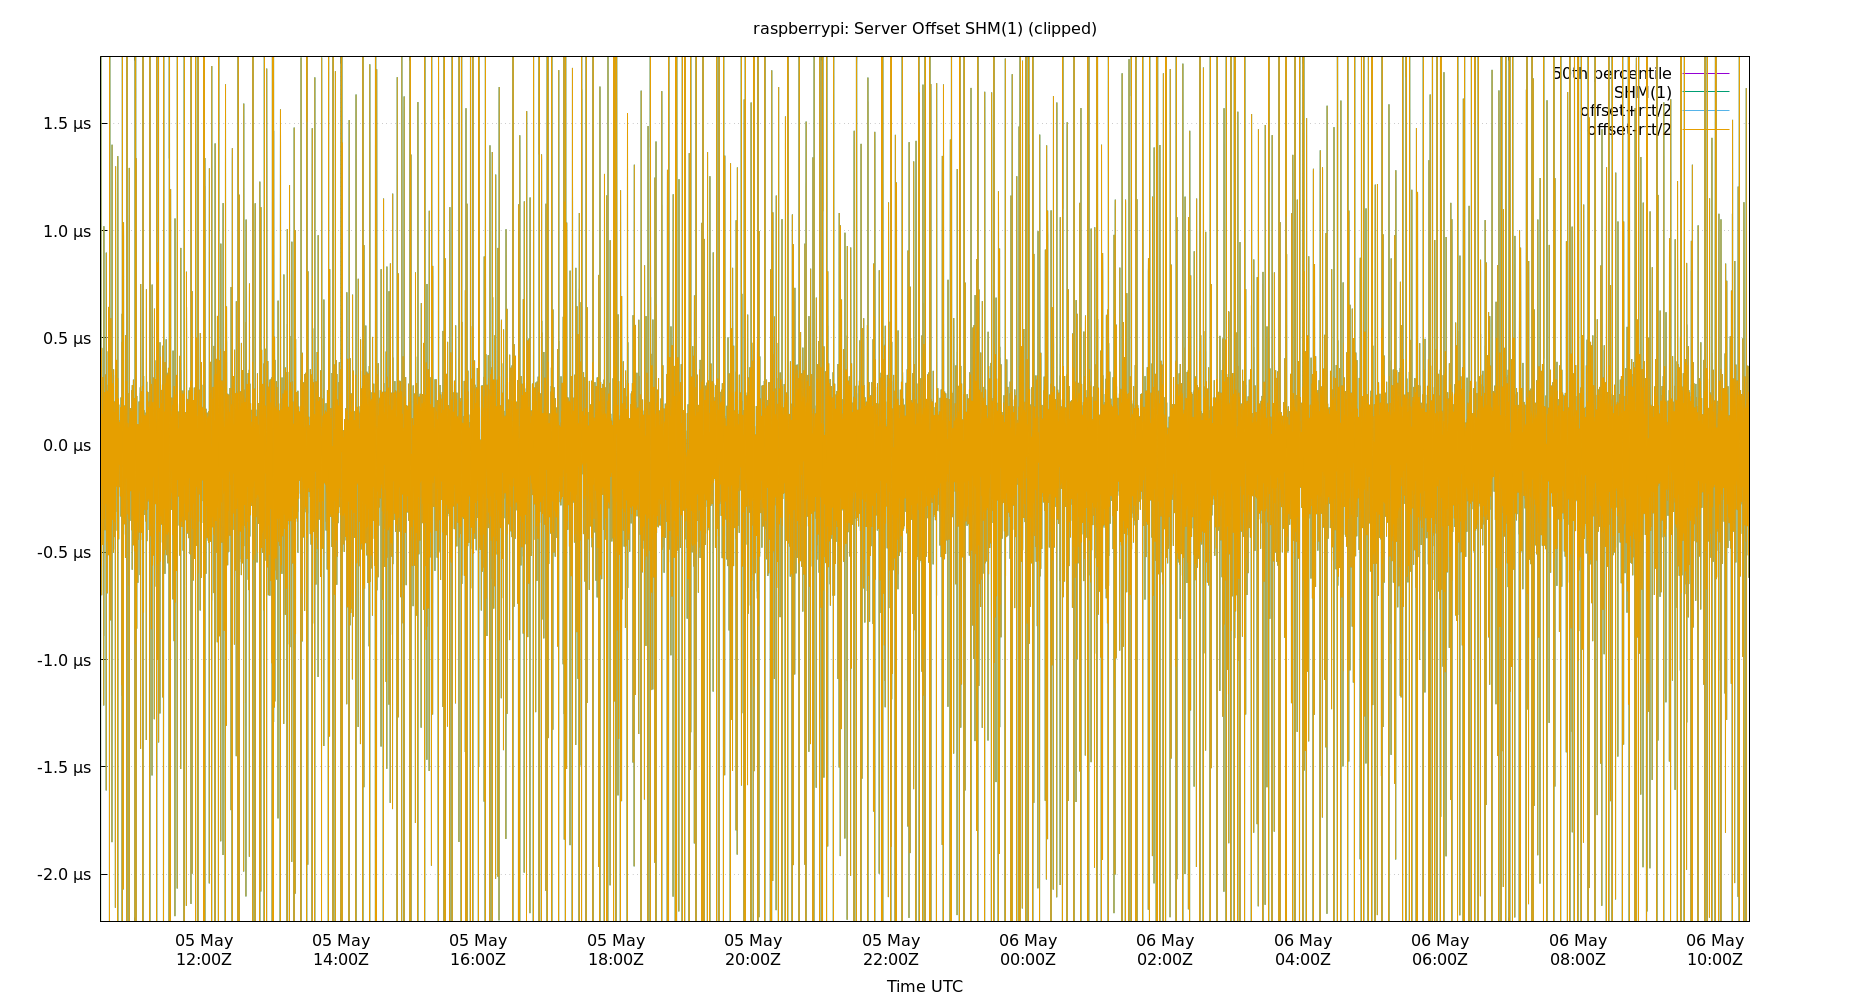 raspberrypi: Server Offset SHM(1) (clipped)
50th percentile
SHM(1)
offset+rtt/2
offset-rtt/2
1.5 µs
1.0 µs
0.5 µs
0.0 µs
-0.5 µs
-1.0 µs
-1.5 µs
-2.0 µs
05 May 05 May 05 May 05 May 05 May 05 May 06 May 06 May 06 May 06 May 06 May 06 May
12:00Z 14:00Z 16:00Z 18:00Z 20:00Z 22:00Z 00:00Z 02:00Z 04:00Z 06:00Z 08:00Z 10:00Z
Time UTC